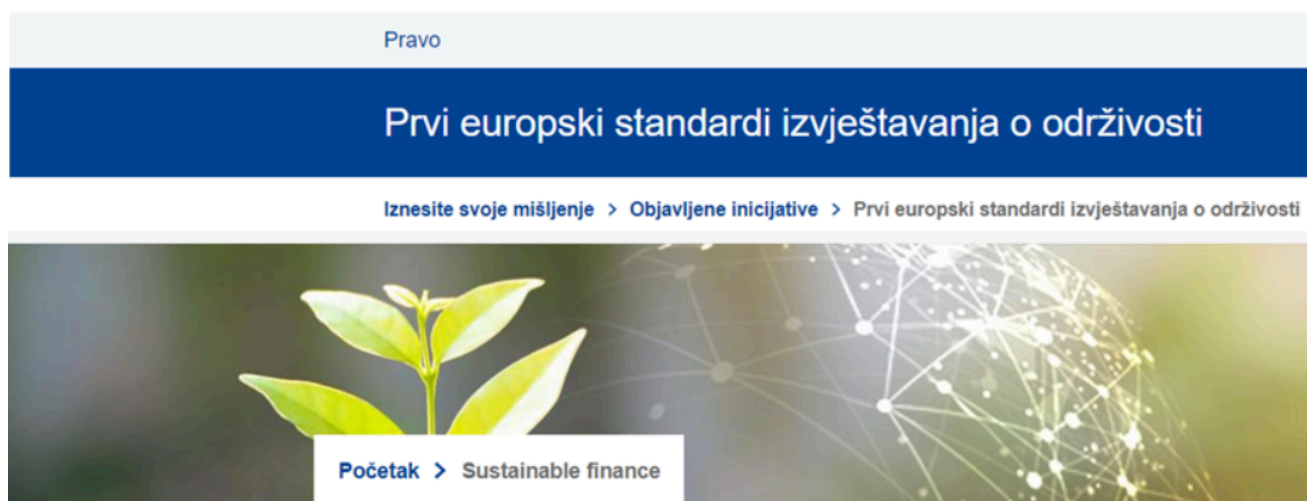 Pravo
Prvi europski standardi izvještavanja o održivosti
Iznesite svoje mišljenje > Objavljene inicijative > Prvi europski standardi izvještavanja o održivosti
Početak > Sustainable finance